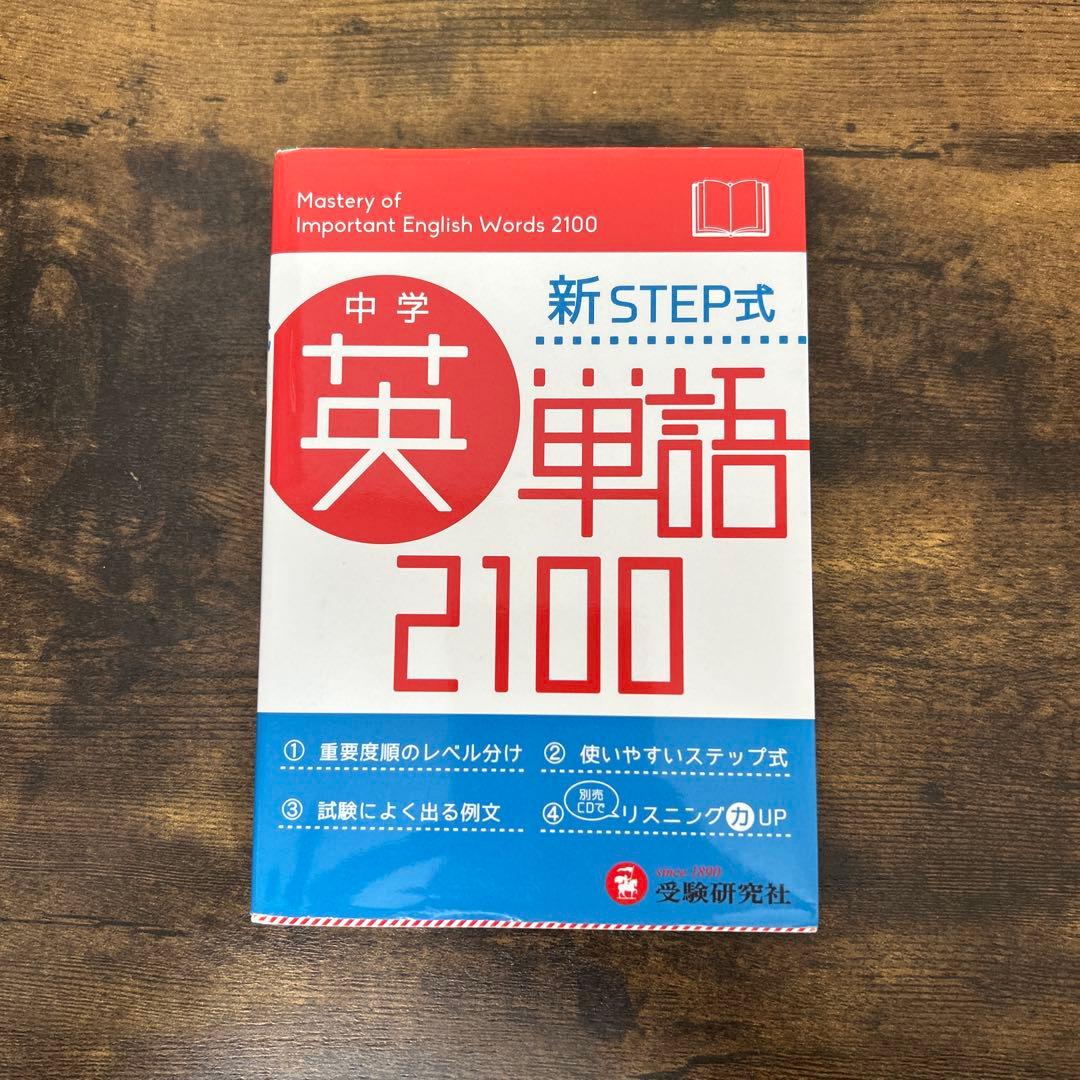 Mastery of
Important English Words 2100
中学
英単語
新STEP式
2100
① 重要度順のレベル分け
② 使いやすいステップ式
③ 試験によく出る例文
④ 別売CDで リスニング力UP
since 1890
受験研究社